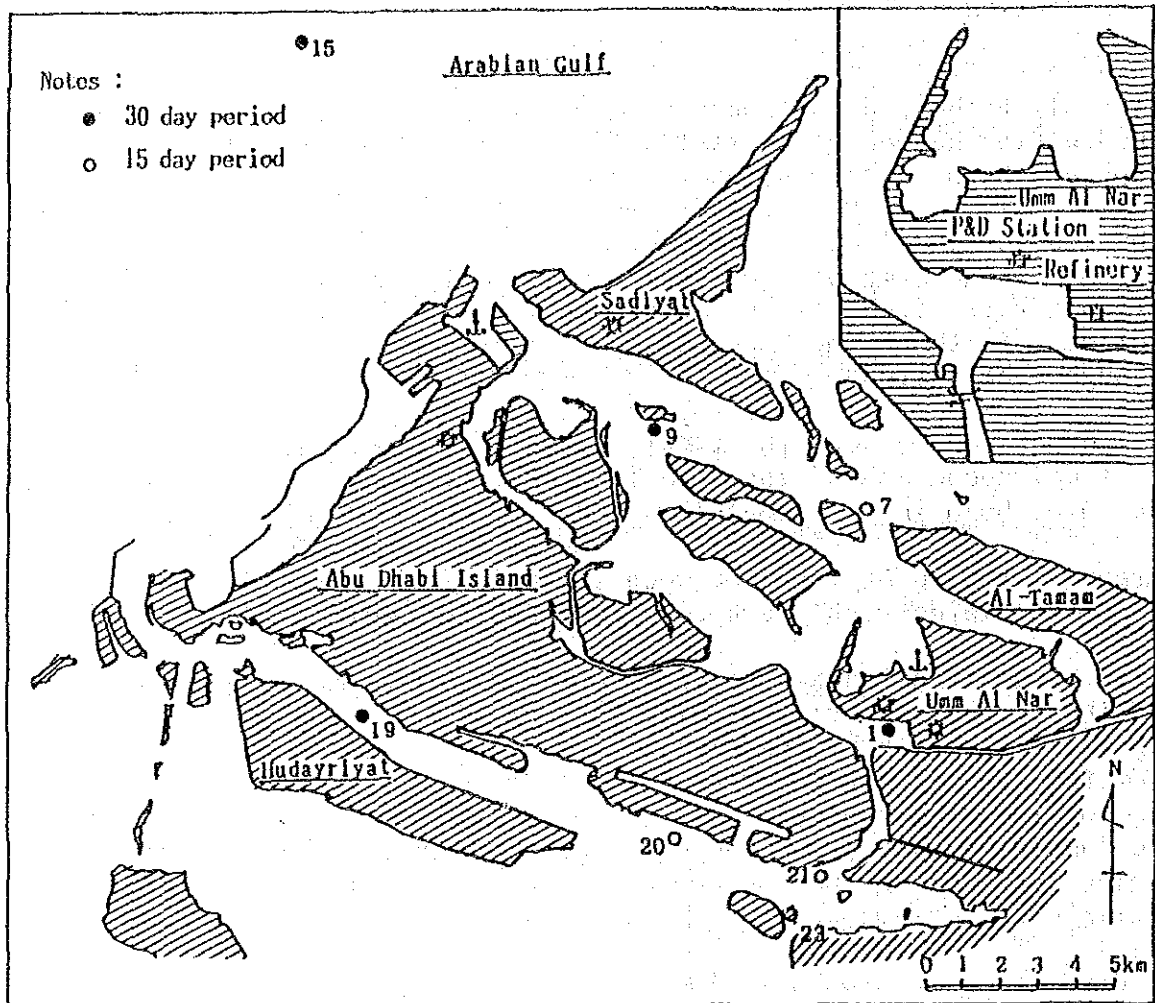 15
Arabian Gulf
Notes :
30 day period
15 day period
Umm Al Nar
P&D Station
Refinery
Sadiyat
9
7
Abu Dhabi Island
Al-Tamam
Umm Al Nar
1
19
Hudayriyat
N
20
21
23
0 1 2 3 4 5km